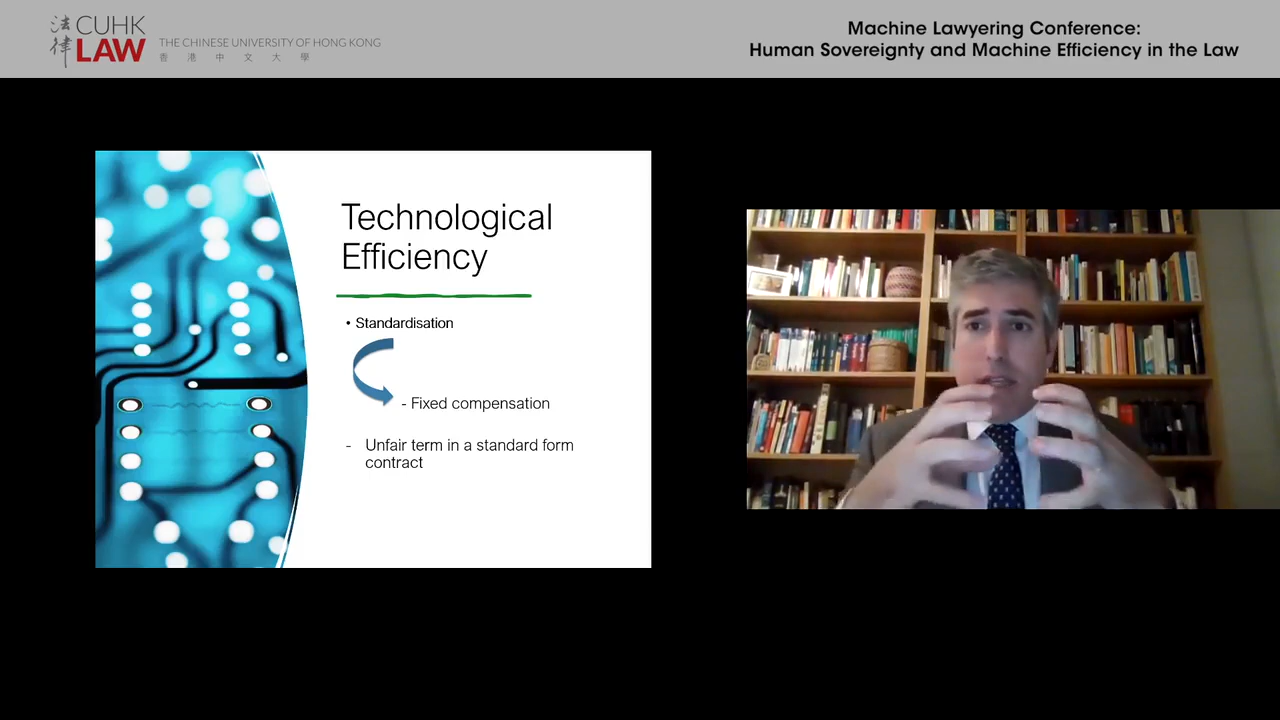 法律
CUHK
LAW
THE CHINESE UNIVERSITY OF HONG KONG
香港中文大學
Machine Lawyering Conference:
Human Sovereignty and Machine Efficiency in the Law
Technological
Efficiency
• Standardisation
- Fixed compensation
- Unfair term in a standard form
contract